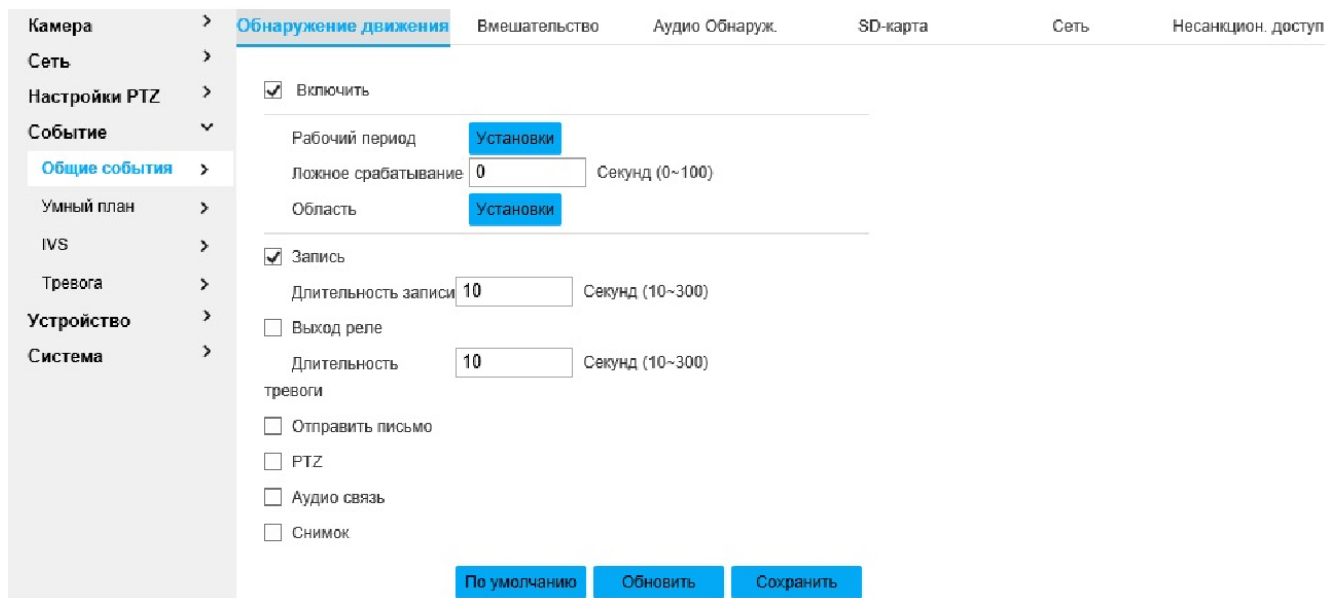 Камера
Сеть
Настройки PTZ
Событие
Общие события
Умный план
IVS
Тревога
Устройство
Система
Обнаружение движения Вмешательство Аудио Обнаруж. SD-карта Сеть Несанкцион. доступ
Включить
Рабочий период Установки
Ложное срабатывание 0 Секунд (0~100)
Область Установки
Запись
Длительность записи 10 Секунд (10~300)
Выход реле
Длительность 10 Секунд (10~300)
тревоги
Отправить письмо
PTZ
Аудио связь
Снимок
По умолчанию Обновить Сохранить